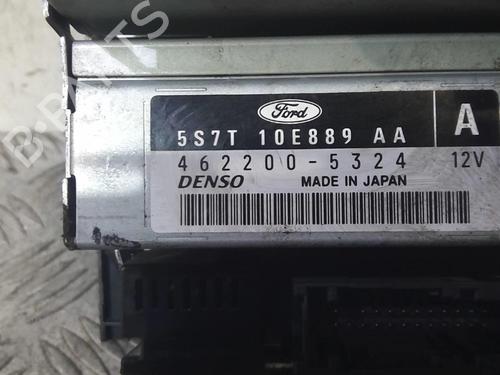 B-PARTS
Ford
5S7T 10E889 AA
A
462200-5324
12V
DENSO
MADE IN JAPAN